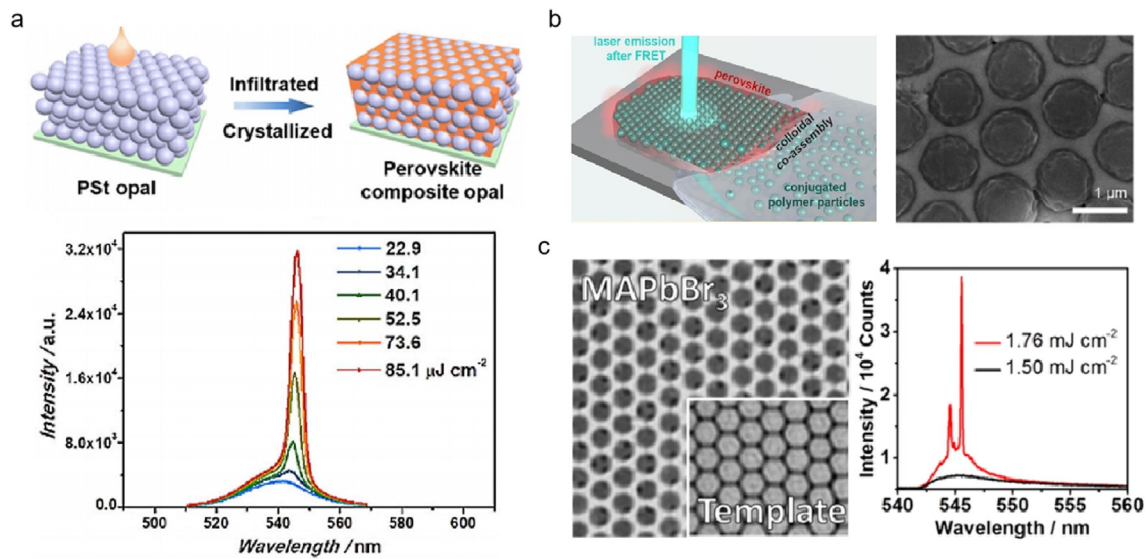 a
Infiltrated
Crystallized
PSt opal
Perovskite
composite opal
3.2x10⁴
2.4x10⁴
1.6x10⁴
8.0x10³
0.0
Intensity / a.u.
22.9
34.1
40.1
52.5
73.6
85.1 μJ cm⁻²
500 520 540 560 580 600
Wavelength / nm
b
laser emission
after FRET
perovskite
colloidal
co-assembly
conjugated
polymer particles
1 μm
c
MAPbBr₃
Template
4
3
2
1
Intensity / 10⁴ Counts
1.76 mJ cm⁻²
1.50 mJ cm⁻²
540 545 550 555 560
Wavelength / nm